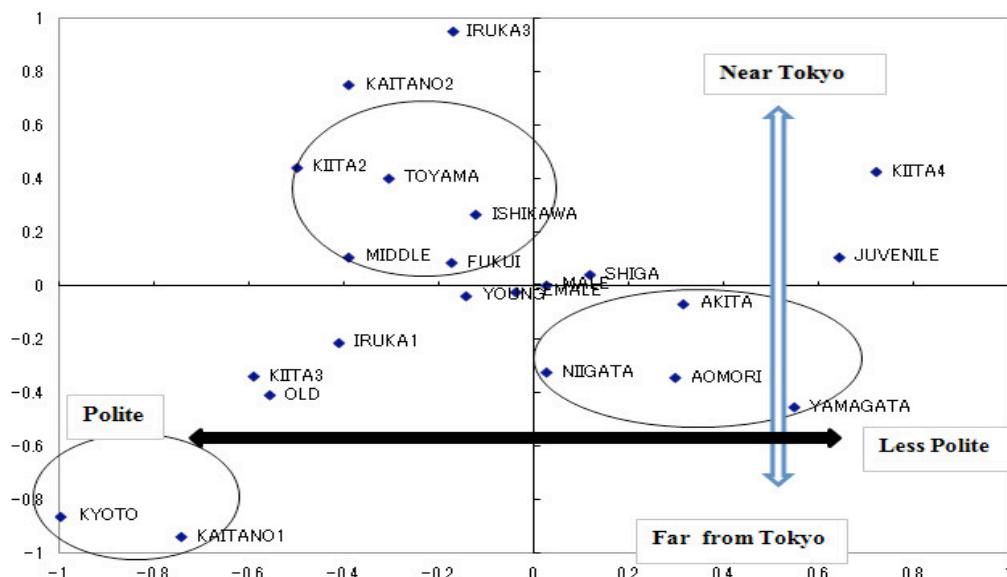 1
IRUKA3
0.8
KAITANO2
Near Tokyo
0.6
KIITA2
TOYAMA
KIITA4
0.4
ISHIKAWA
0.2
MIDDLE
FUKUI
JUVENILE
SHIGA
0
MALE
YOUNG
EMALE
AKITA
-0.2
IRUKA1
NIIGATA
AOMORI
KIITA3
-0.4
OLD
YAMAGATA
Polite
Less Polite
-0.6
-0.8
KYOTO
KAITANO1
Far from Tokyo
-1
-1 -0.8 -0.6 -0.4 -0.2 0 0.2 0.4 0.6 0.8